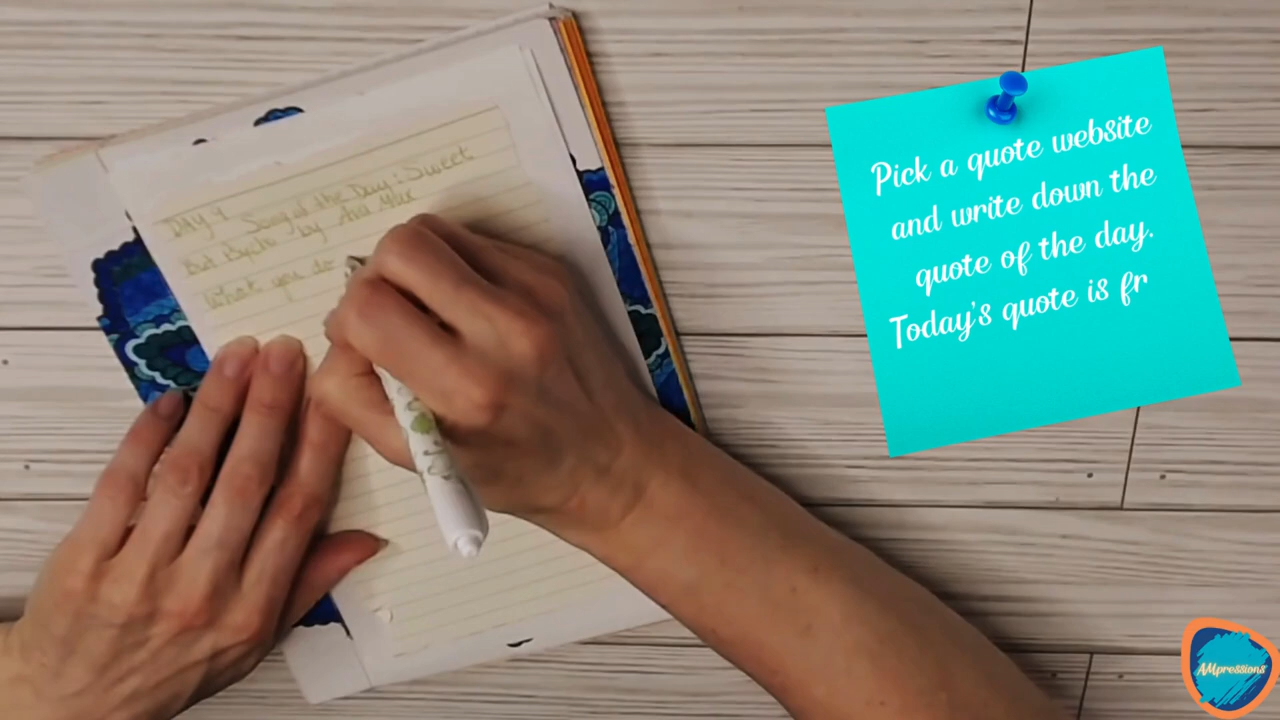 DAY 4 Song of the Day: Sweet
But Psycho by Ava Max
What you do
Pick a quote website
and write down the
quote of the day.
Today's quote is fr
AMpressions